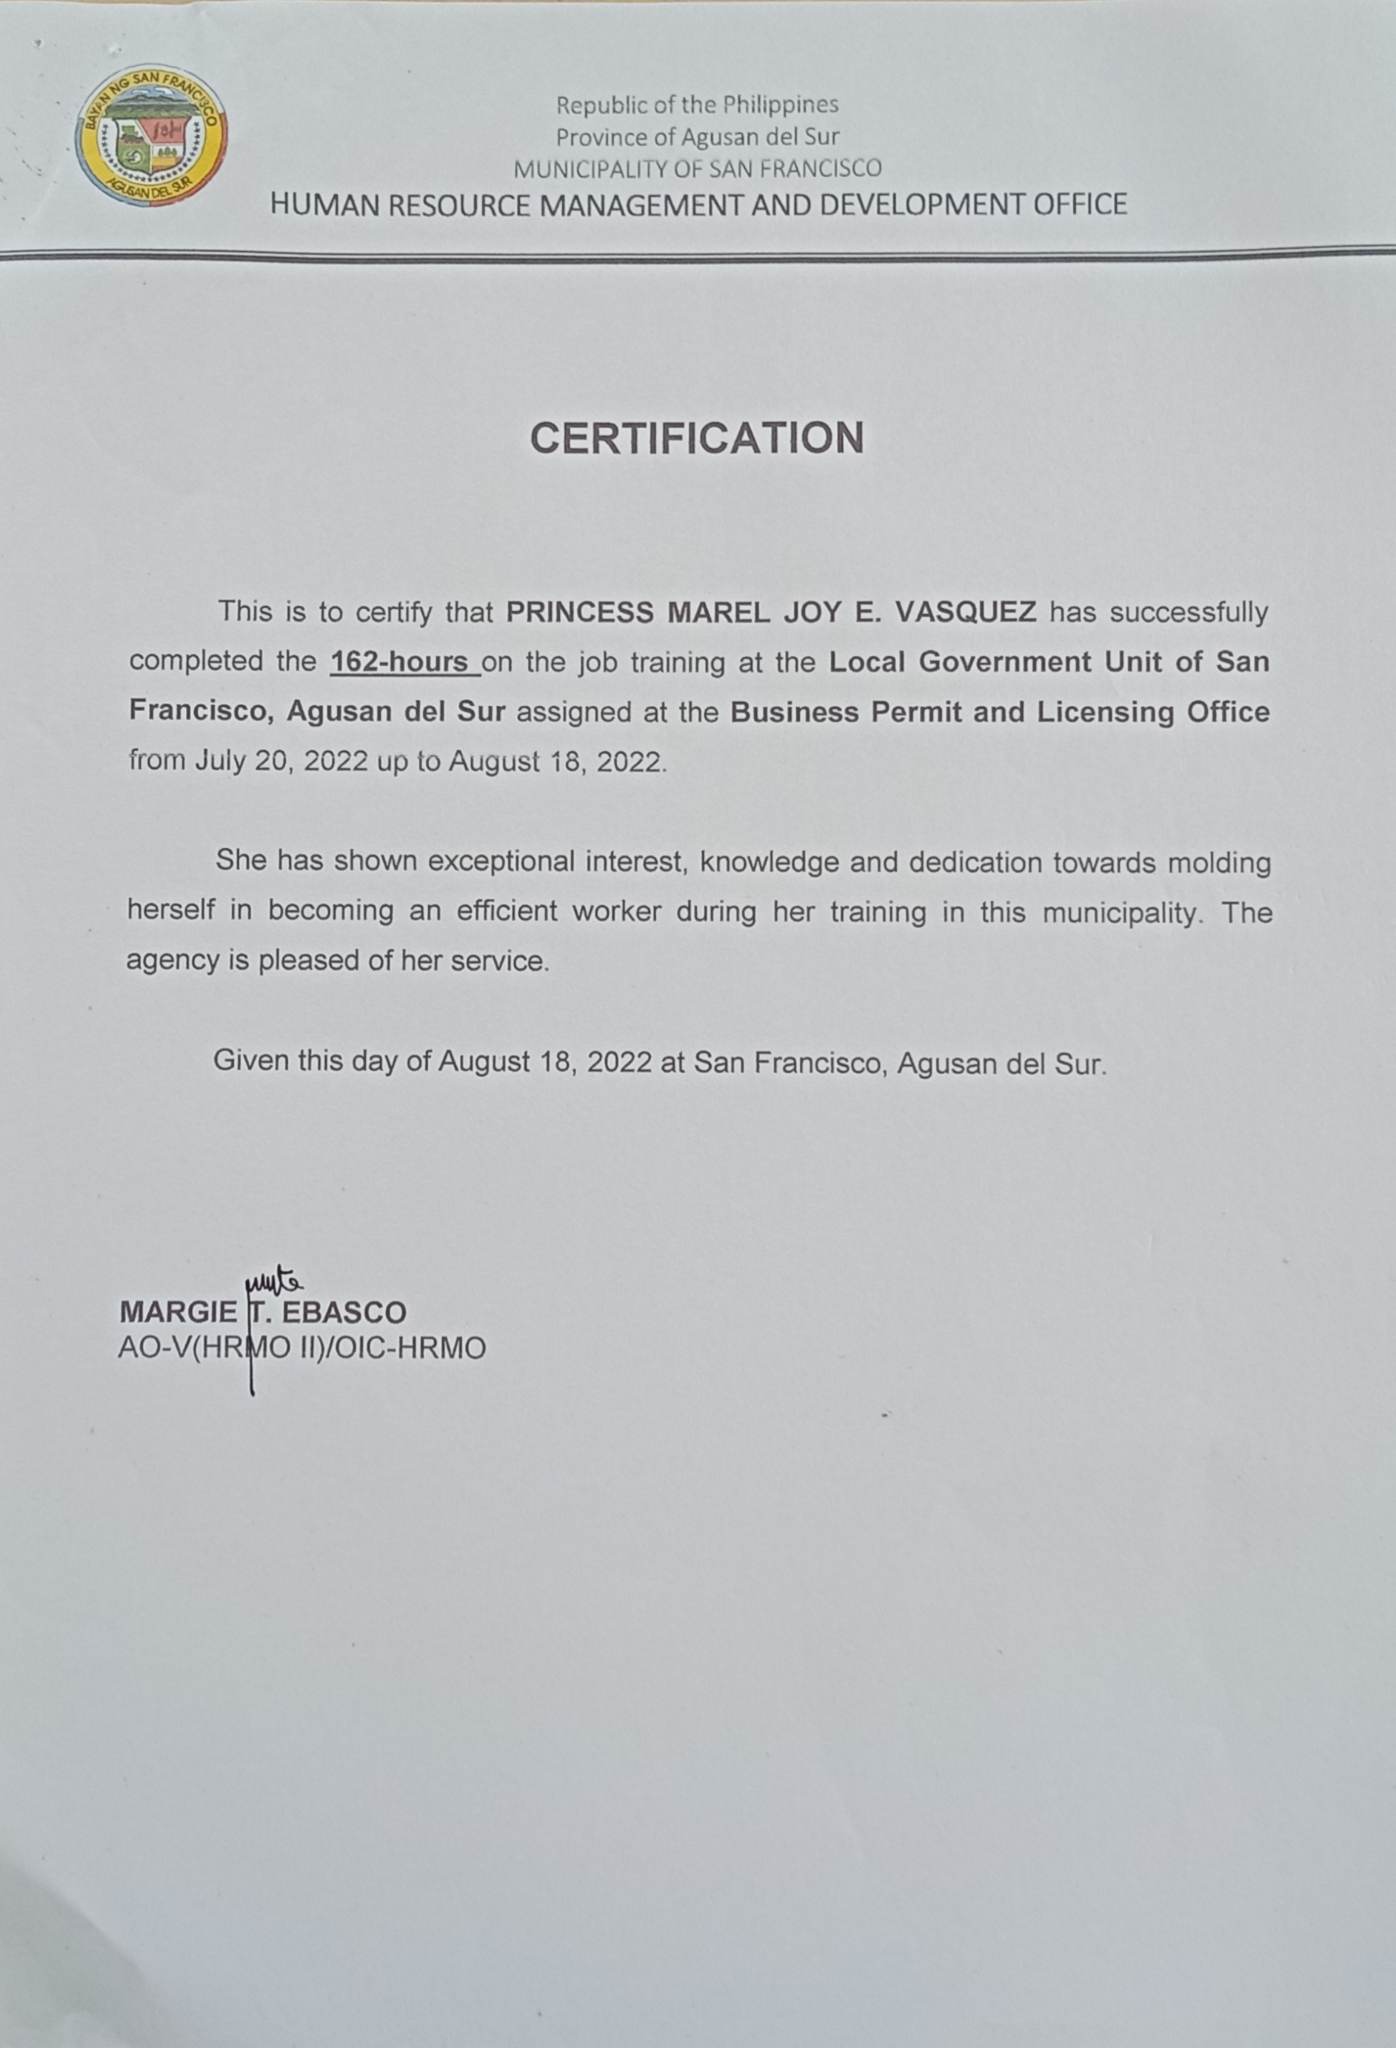 BAYAN NG SAN FRANCISCO
AGUSAN DEL SUR
Republic of the Philippines
Province of Agusan del Sur
MUNICIPALITY OF SAN FRANCISCO
HUMAN RESOURCE MANAGEMENT AND DEVELOPMENT OFFICE
CERTIFICATION
This is to certify that PRINCESS MAREL JOY E. VASQUEZ has successfully
completed the 162-hours on the job training at the Local Government Unit of San
Francisco, Agusan del Sur assigned at the Business Permit and Licensing Office
from July 20, 2022 up to August 18, 2022.
She has shown exceptional interest, knowledge and dedication towards molding
herself in becoming an efficient worker during her training in this municipality. The
agency is pleased of her service.
Given this day of August 18, 2022 at San Francisco, Agusan del Sur.
MARGIE T. EBASCO
AO-V(HRMO II)/OIC-HRMO